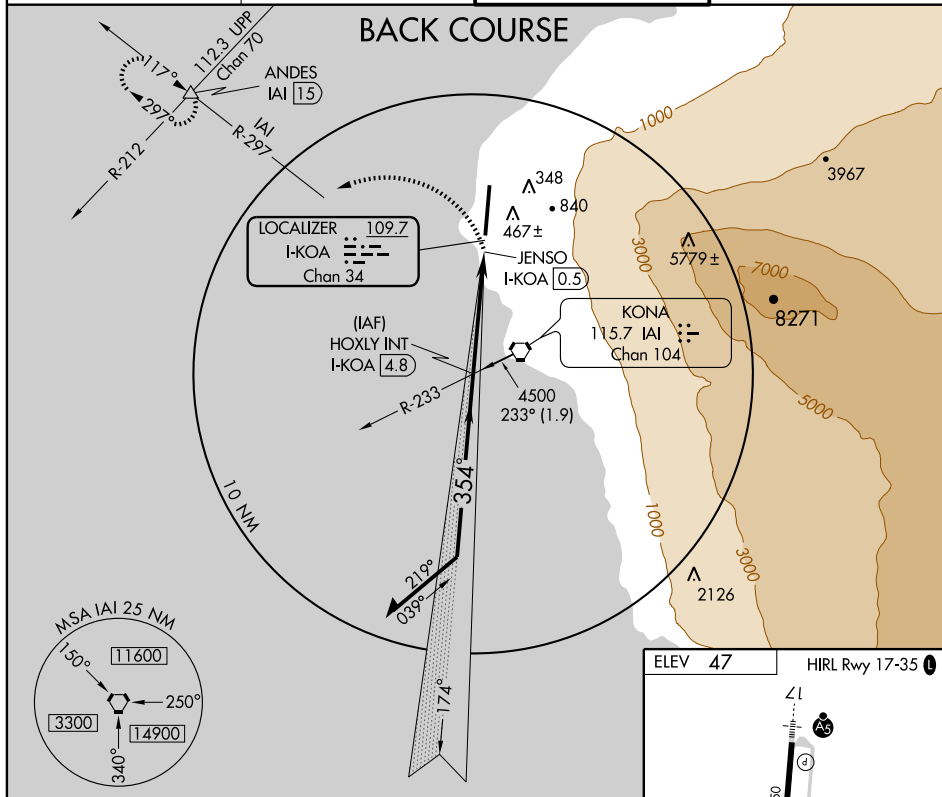 BACK COURSE
112.3 UPP
Chan 70
117°
297°
ANDES
IAI 15
IAI
R-297
R-212
1000
3967
348
840
467±
LOCALIZER 109.7
I-KOA
Chan 34
JENSO
I-KOA 0.5
3000
5779±
7000
8271
(IAF)
HOXLY INT
I-KOA 4.8
KONA
115.7 IAI
Chan 104
R-233
4500
233° (1.9)
5000
354°
10 NM
1000
3000
219°
039°
2126
174°
MSA IAI 25 NM
150°
11600
250°
3300
14900
340°
ELEV 47
HIRL Rwy 17-35 L
17
A5
P
50